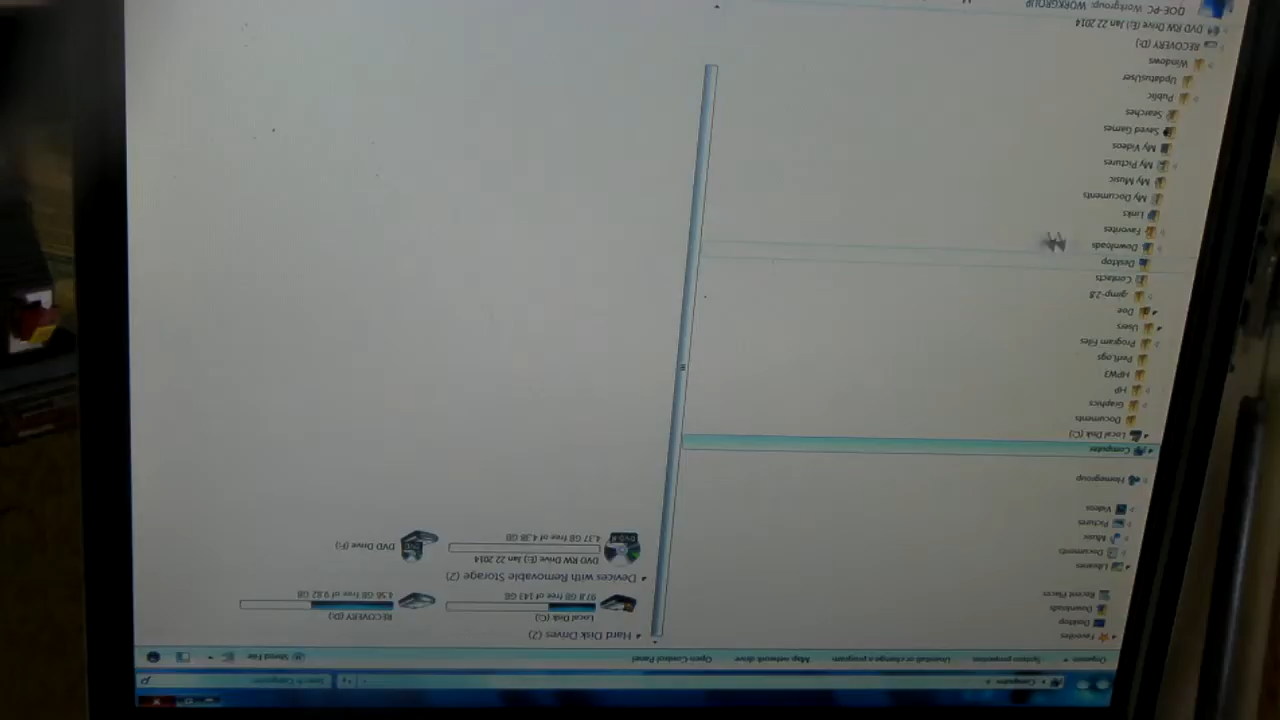 Computer
Search Computer
Organize
System properties
Uninstall or change a program
Map network drive
Open Control Panel
Favorites
Desktop
Downloads
Recent Places
Libraries
Documents
Music
Pictures
Videos
Homegroup
Computer
Local Disk (C:)
Documents
Graphics
HP
HPW3
PerfLogs
Program Files
Users
Doe
.gimp-2.8
Contacts
Desktop
Downloads
Favorites
Links
My Documents
My Music
My Pictures
My Videos
Saved Games
Searches
Public
UpdatusUser
Windows
RECOVERY (D:)
DVD RW Drive (E:) Jan 22 2014
Hard Disk Drives (2)
Local Disk (C:)
97.8 GB free of 143 GB
RECOVERY (D:)
4.56 GB free of 9.82 GB
Devices with Removable Storage (2)
DVD RW Drive (E:) Jan 22 2014
4.37 GB free of 4.38 GB
DVD Drive (F:)
DOE-PC Workgroup: WORKGROUP